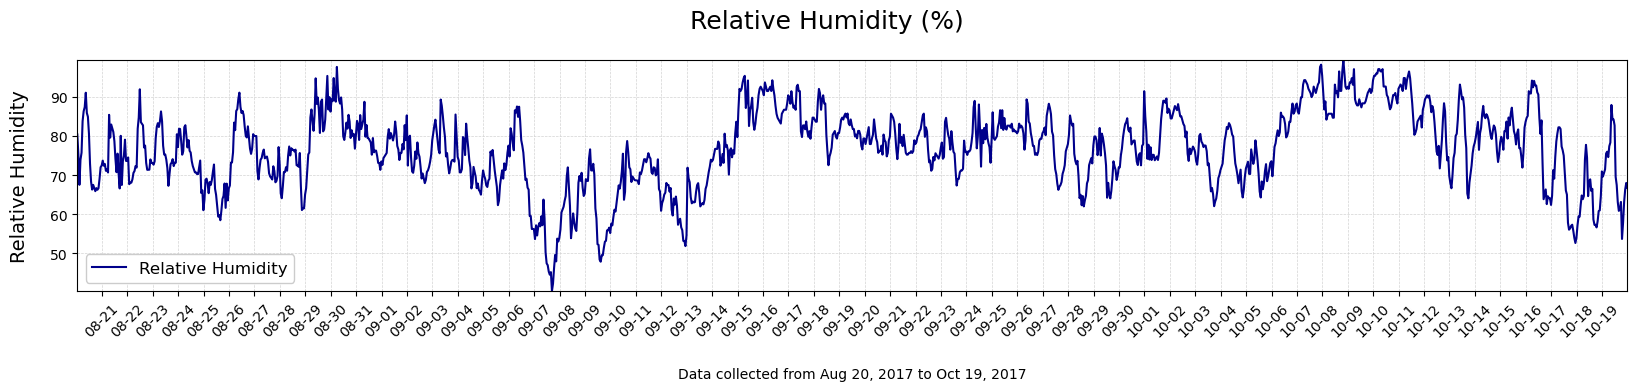 Relative Humidity (%)
Relative Humidity
90
80
70
60
50
Relative Humidity
08-21 08-22 08-23 08-24 08-25 08-26 08-27 08-28 08-29 08-30 08-31 09-01 09-02 09-03 09-04 09-05 09-06 09-07 09-08 09-09 09-10 09-11 09-12 09-13 09-14 09-15 09-16 09-17 09-18 09-19 09-20 09-21 09-22 09-23 09-24 09-25 09-26 09-27 09-28 09-29 09-30 10-01 10-02 10-03 10-04 10-05 10-06 10-07 10-08 10-09 10-10 10-11 10-12 10-13 10-14 10-15 10-16 10-17 10-18 10-19
Data collected from Aug 20, 2017 to Oct 19, 2017